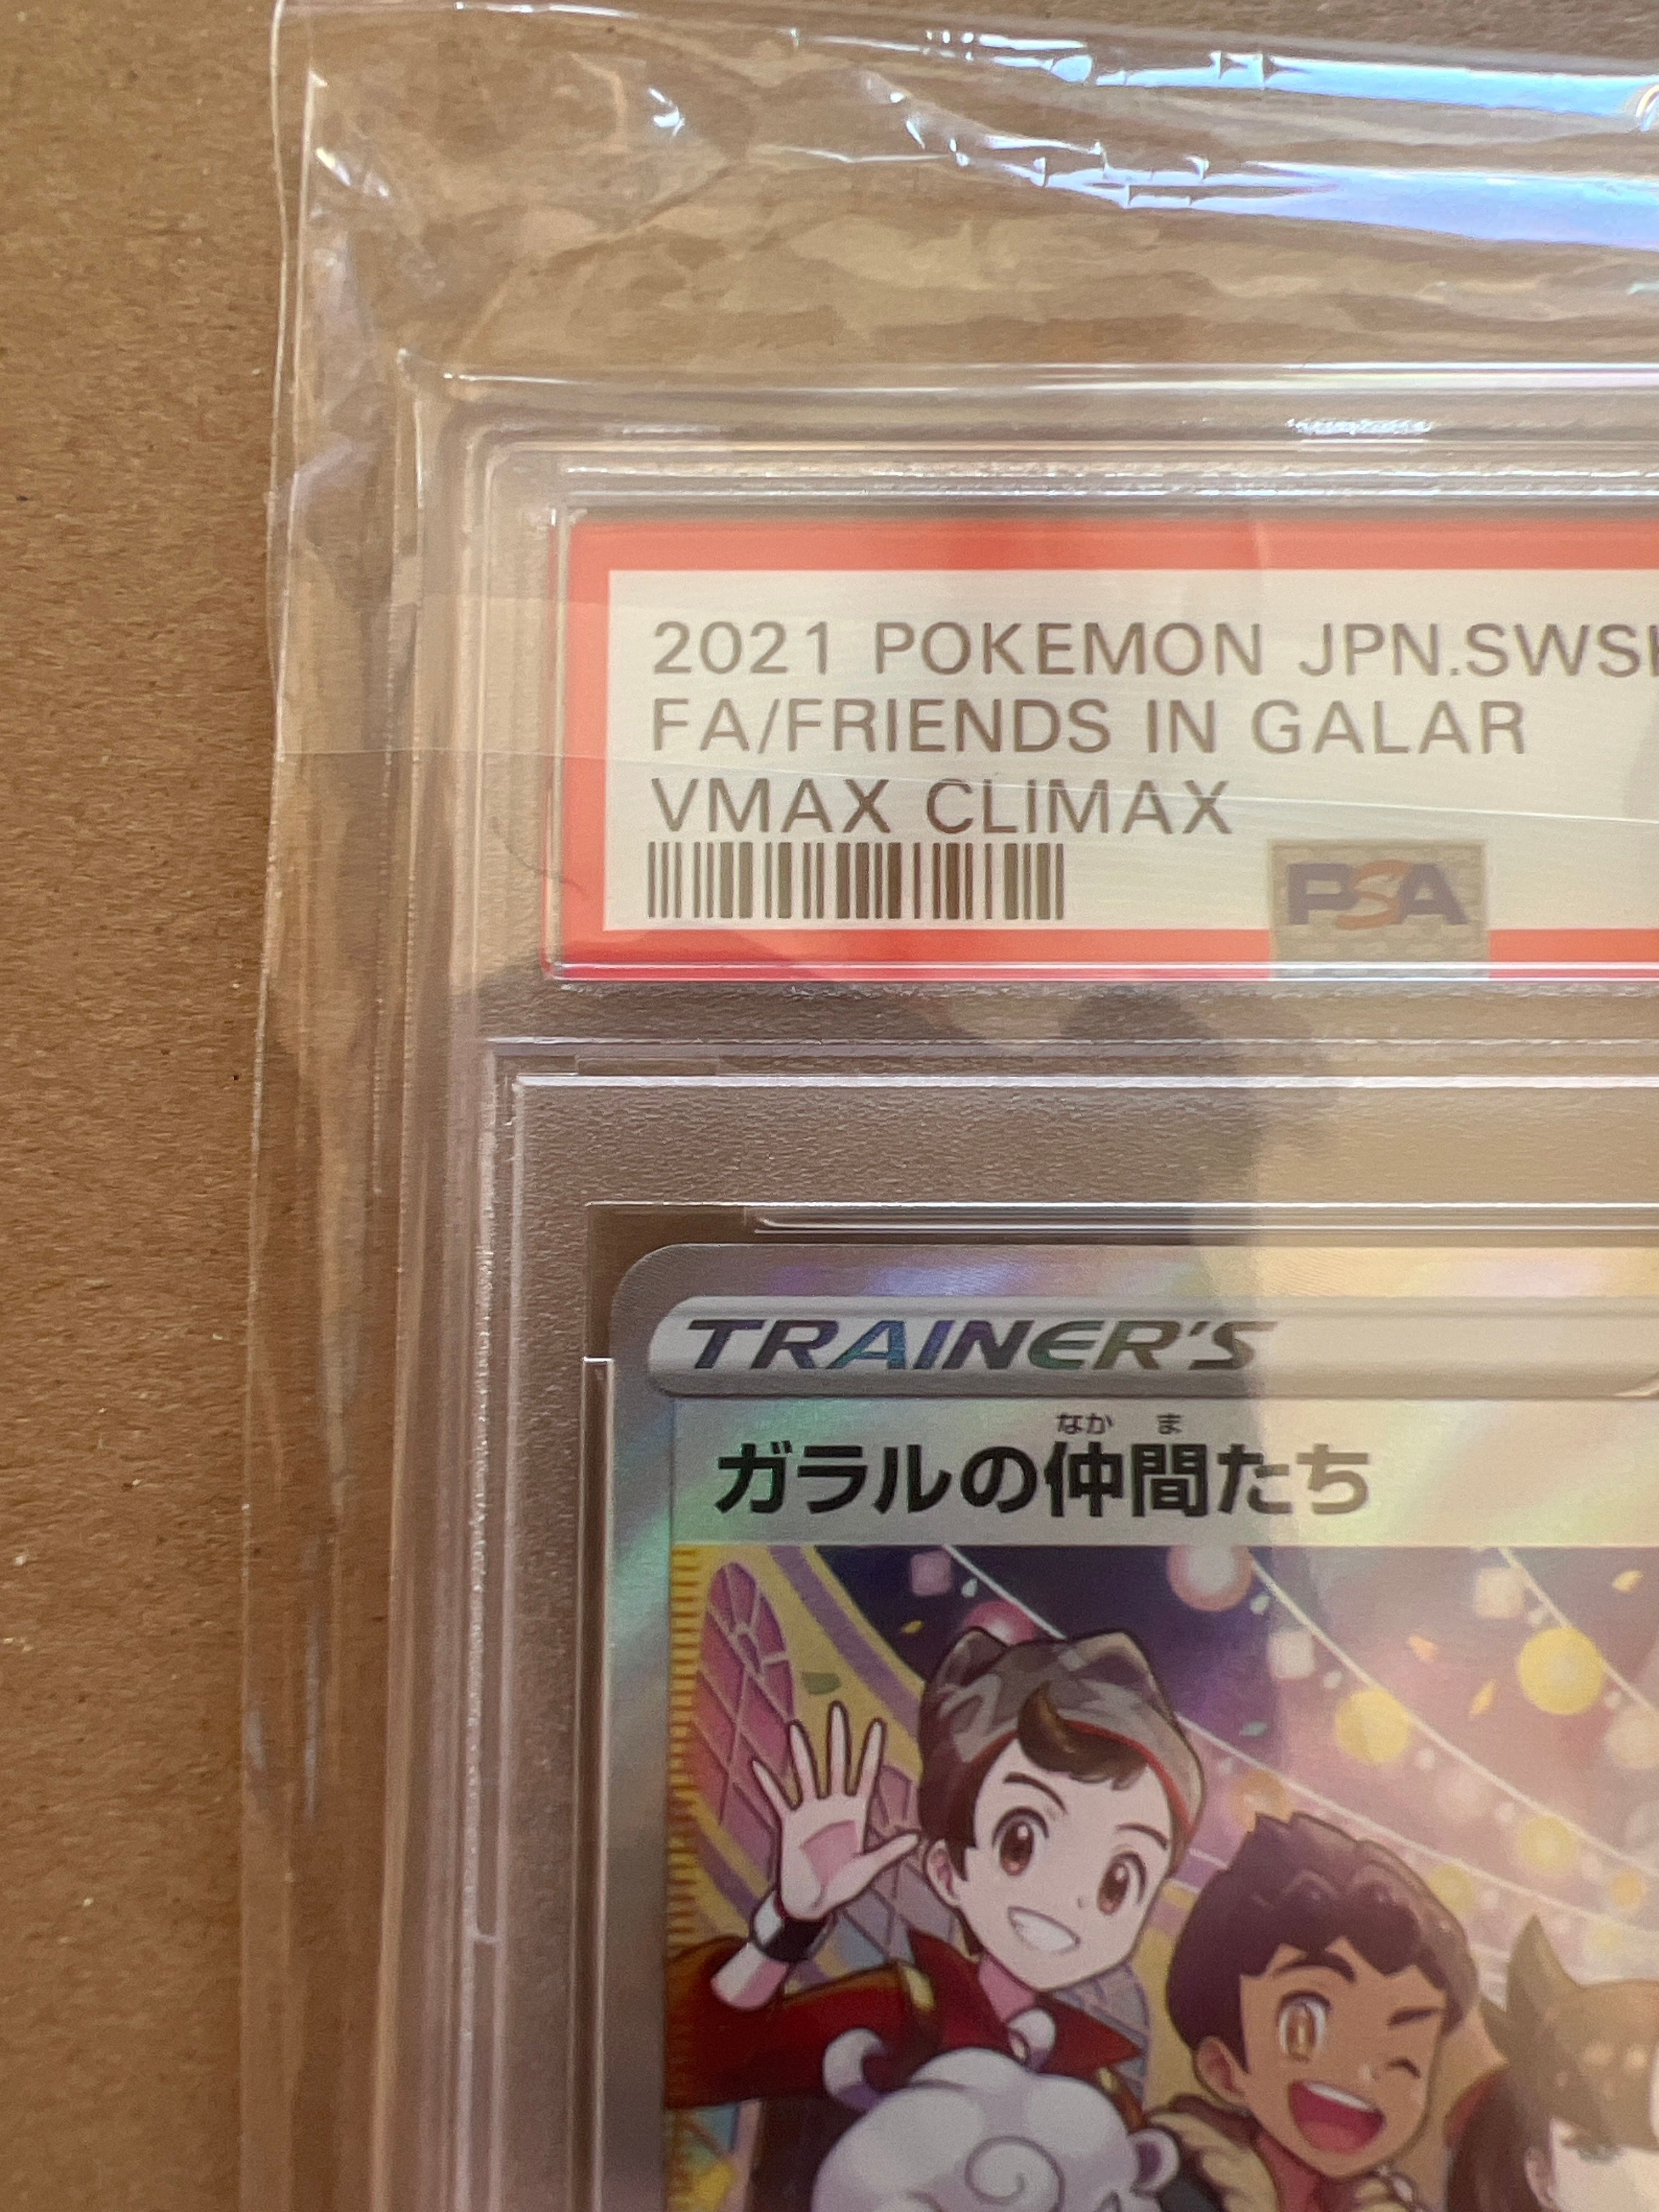 2021 POKEMON JPN.SWSH
FA/FRIENDS IN GALAR
VMAX CLIMAX
PSA
TRAINER'S
なか ま
ガラルの仲間たち